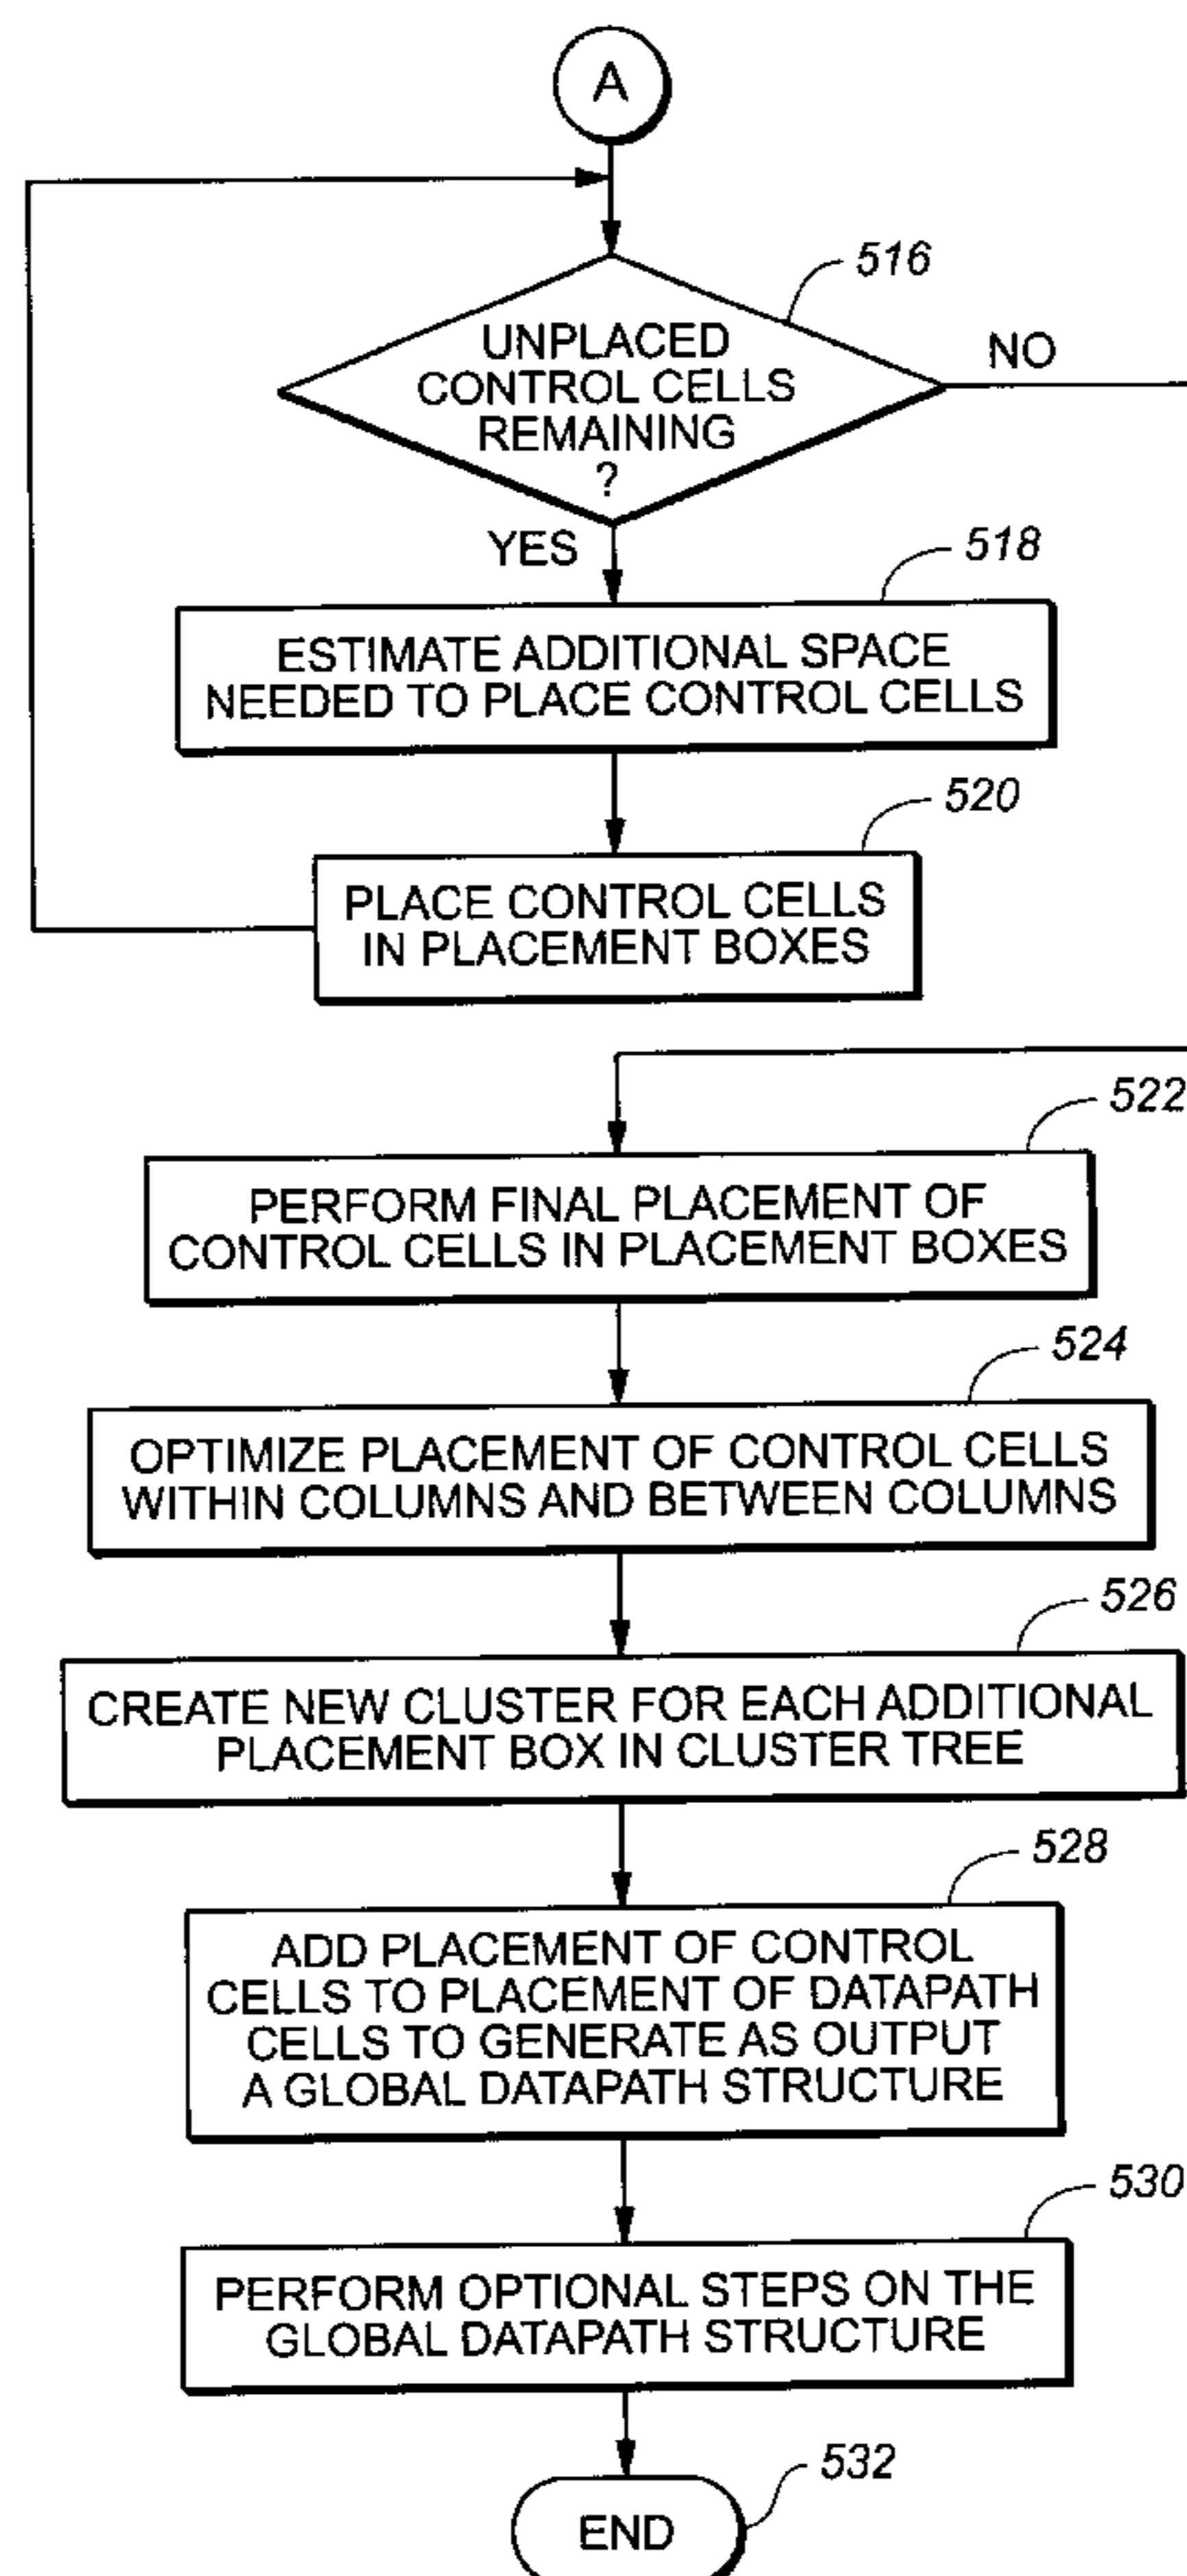 A
516
UNPLACED
CONTROL CELLS
REMAINING
?
NO
YES
518
ESTIMATE ADDITIONAL SPACE
NEEDED TO PLACE CONTROL CELLS
520
PLACE CONTROL CELLS
IN PLACEMENT BOXES
522
PERFORM FINAL PLACEMENT OF
CONTROL CELLS IN PLACEMENT BOXES
524
OPTIMIZE PLACEMENT OF CONTROL CELLS
WITHIN COLUMNS AND BETWEEN COLUMNS
526
CREATE NEW CLUSTER FOR EACH ADDITIONAL
PLACEMENT BOX IN CLUSTER TREE
528
ADD PLACEMENT OF CONTROL
CELLS TO PLACEMENT OF DATAPATH
CELLS TO GENERATE AS OUTPUT
A GLOBAL DATAPATH STRUCTURE
530
PERFORM OPTIONAL STEPS ON THE
GLOBAL DATAPATH STRUCTURE
532
END